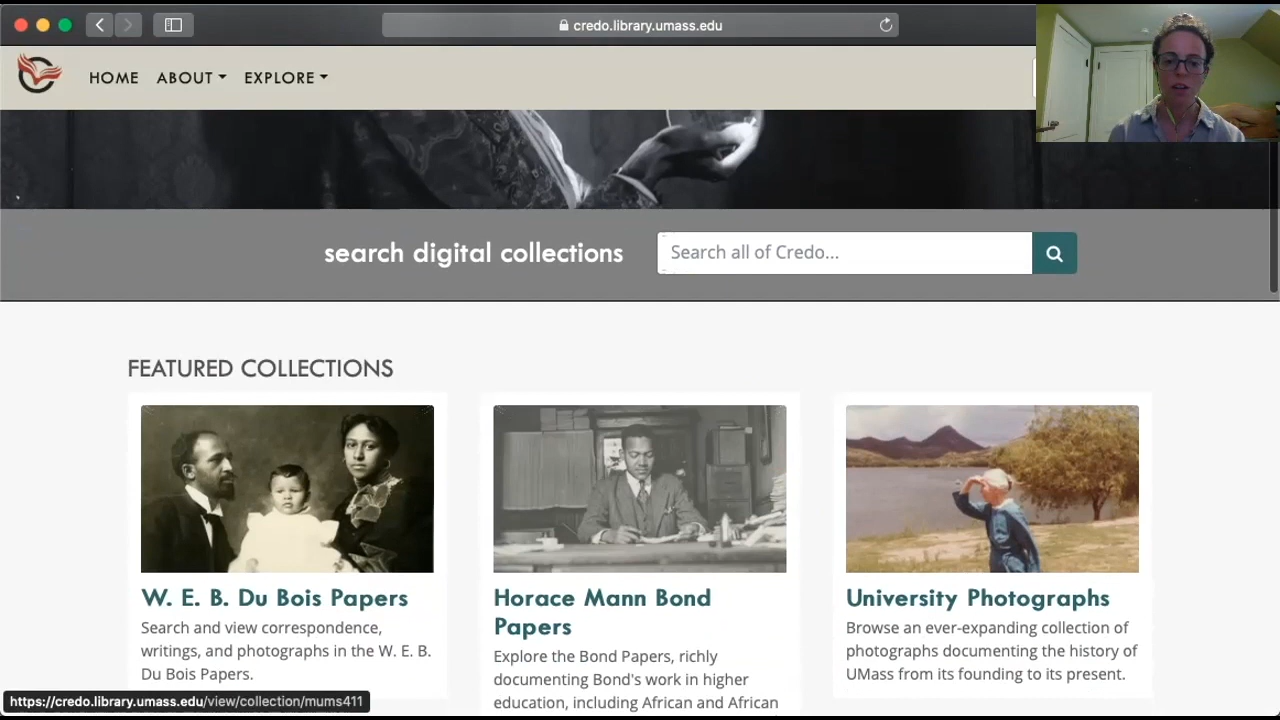 credo.library.umass.edu
HOME ABOUT EXPLORE
search digital collections
Search all of Credo...
FEATURED COLLECTIONS
W. E. B. Du Bois Papers
Search and view correspondence,
writings, and photographs in the W. E. B.
Du Bois Papers.
Horace Mann Bond
Papers
Explore the Bond Papers, richly
documenting Bond's work in higher
education, including African and African
University Photographs
Browse an ever-expanding collection of
photographs documenting the history of
UMass from its founding to its present.
https://credo.library.umass.edu/view/collection/mums411